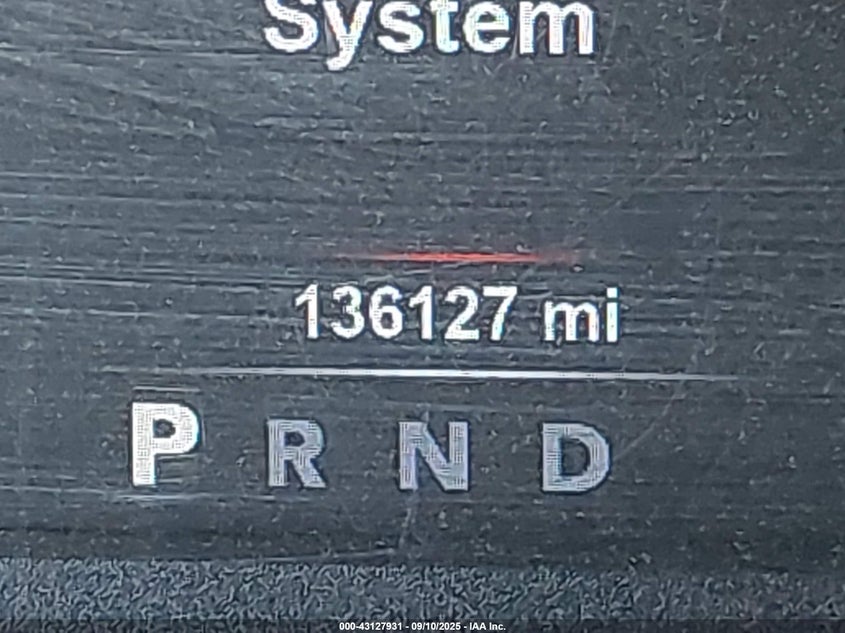 System
136127 mi
P R N D
000-43127931 - 09/10/2025 - IAA Inc.